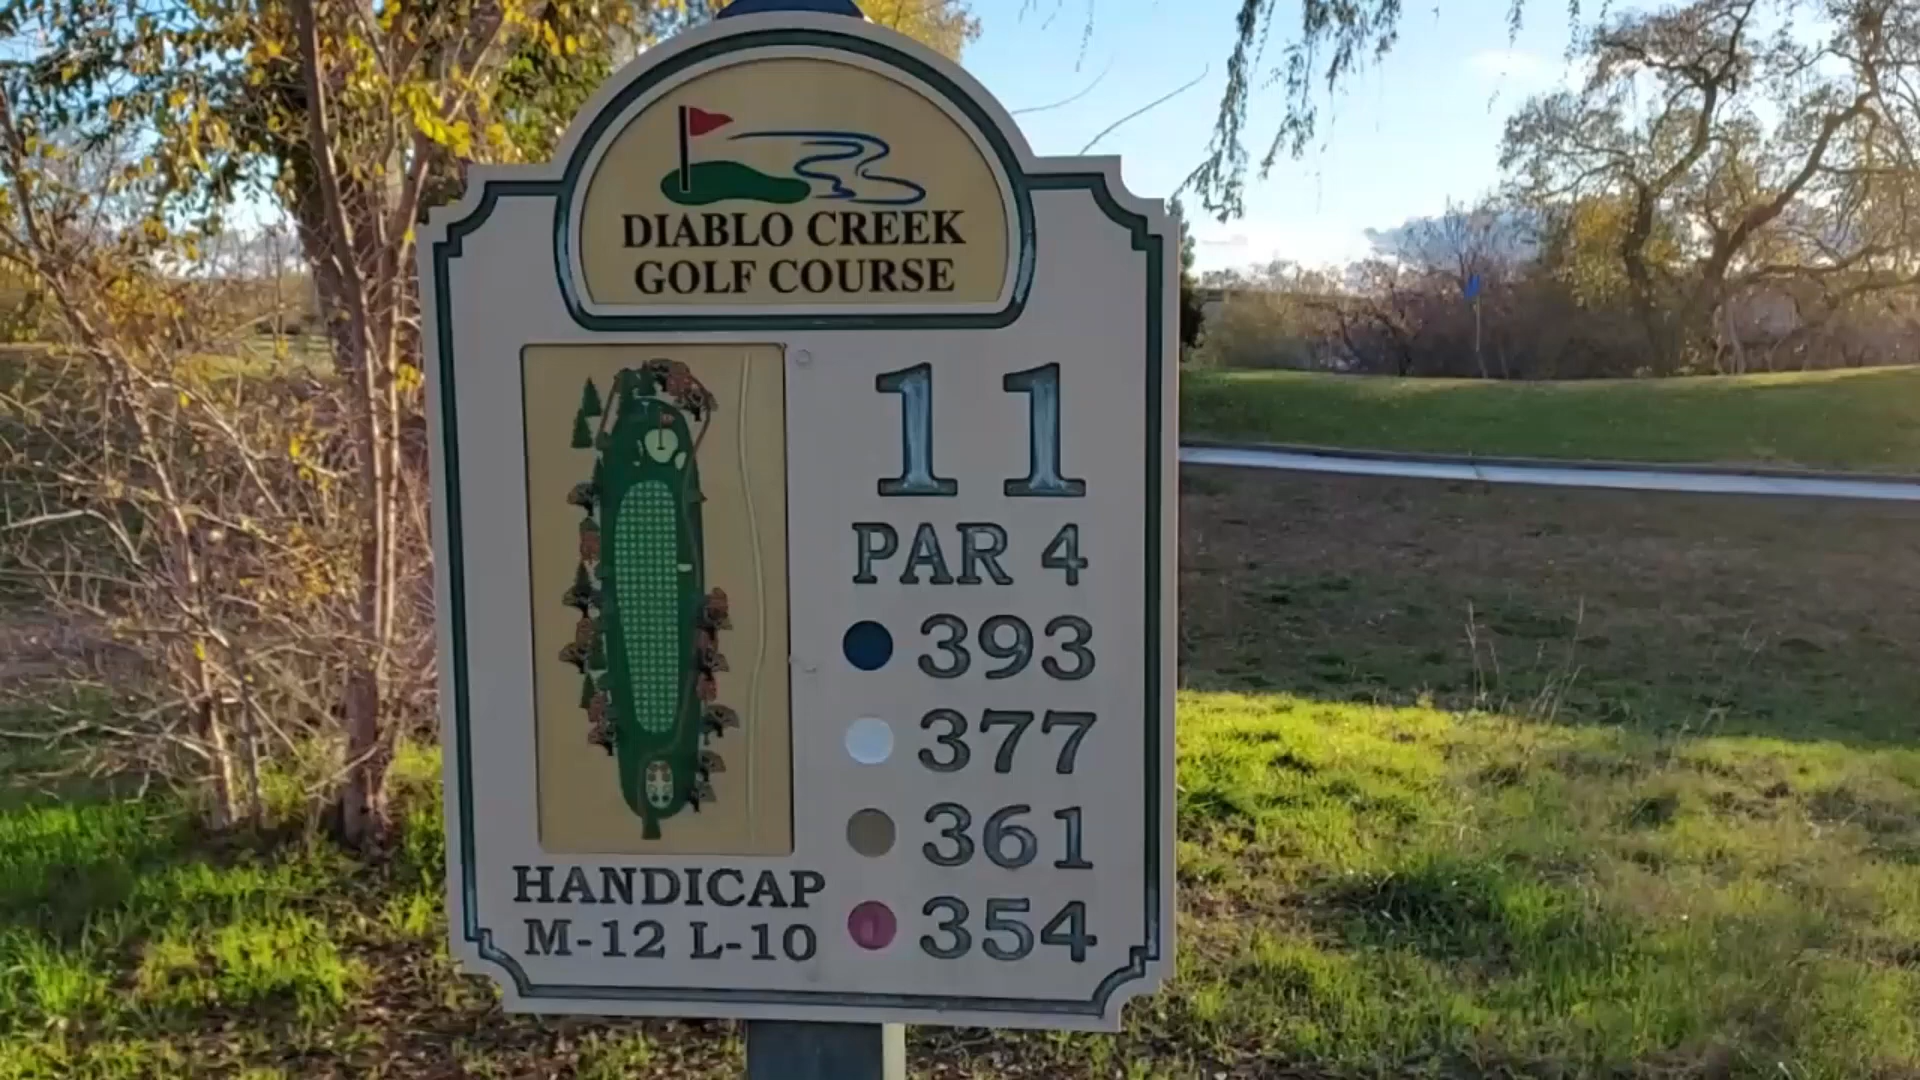 DIABLO CREEK
GOLF COURSE
11
PAR 4
393
377
361
354
HANDICAP
M-12 L-10